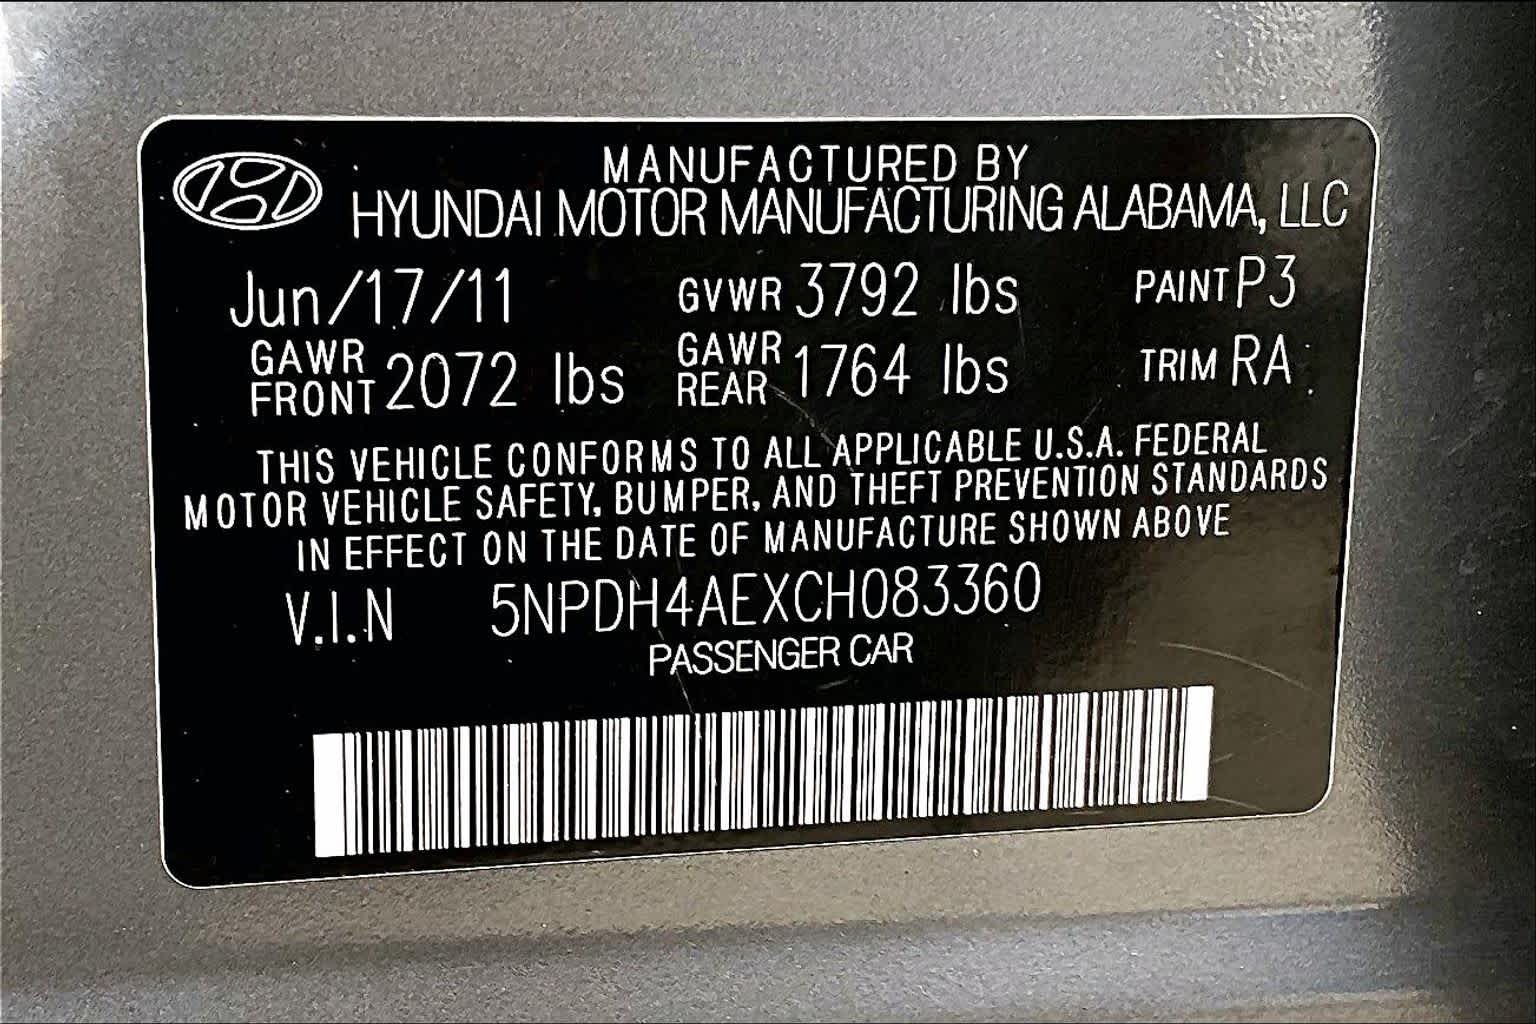 MANUFACTURED BY
HYUNDAI MOTOR MANUFACTURING ALABAMA, LLC
Jun/17/11 GVWR 3792 lbs PAINT P3
GAWR FRONT 2072 lbs GAWR REAR 1764 lbs TRIM RA
THIS VEHICLE CONFORMS TO ALL APPLICABLE U.S.A. FEDERAL
MOTOR VEHICLE SAFETY, BUMPER, AND THEFT PREVENTION STANDARDS
IN EFFECT ON THE DATE OF MANUFACTURE SHOWN ABOVE
V.I.N 5NPDH4AEXCH083360
PASSENGER CAR